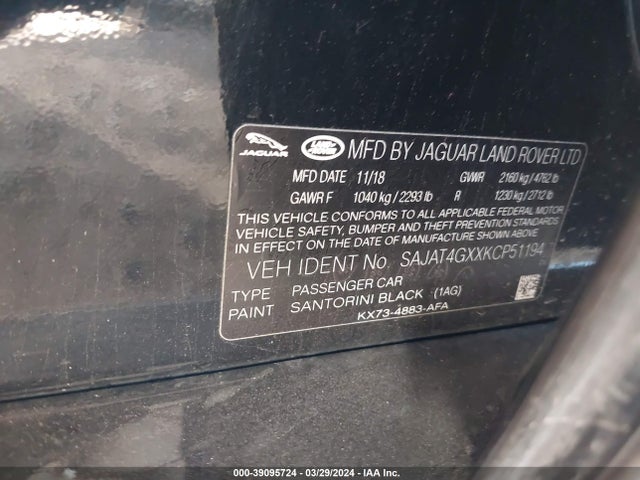 JAGUAR LAND ROVER MFD BY JAGUAR LAND ROVER LTD
MFD DATE 11/18 GVWR 2160 kg / 4762 lb
GAWR F 1040 kg / 2293 lb R 1230 kg / 2712 lb
THIS VEHICLE CONFORMS TO ALL APPLICABLE FEDERAL MOTOR
VEHICLE SAFETY, BUMPER AND THEFT PREVENTION STANDARDS
IN EFFECT ON THE DATE OF MANUFACTURE SHOWN ABOVE.
VEH IDENT No. SAJAT4GXXKCP51194
TYPE PASSENGER CAR
PAINT SANTORINI BLACK (1AG)
KX73-4883-AFA
000-39095724 | 03/29/2024 - IAA Inc.